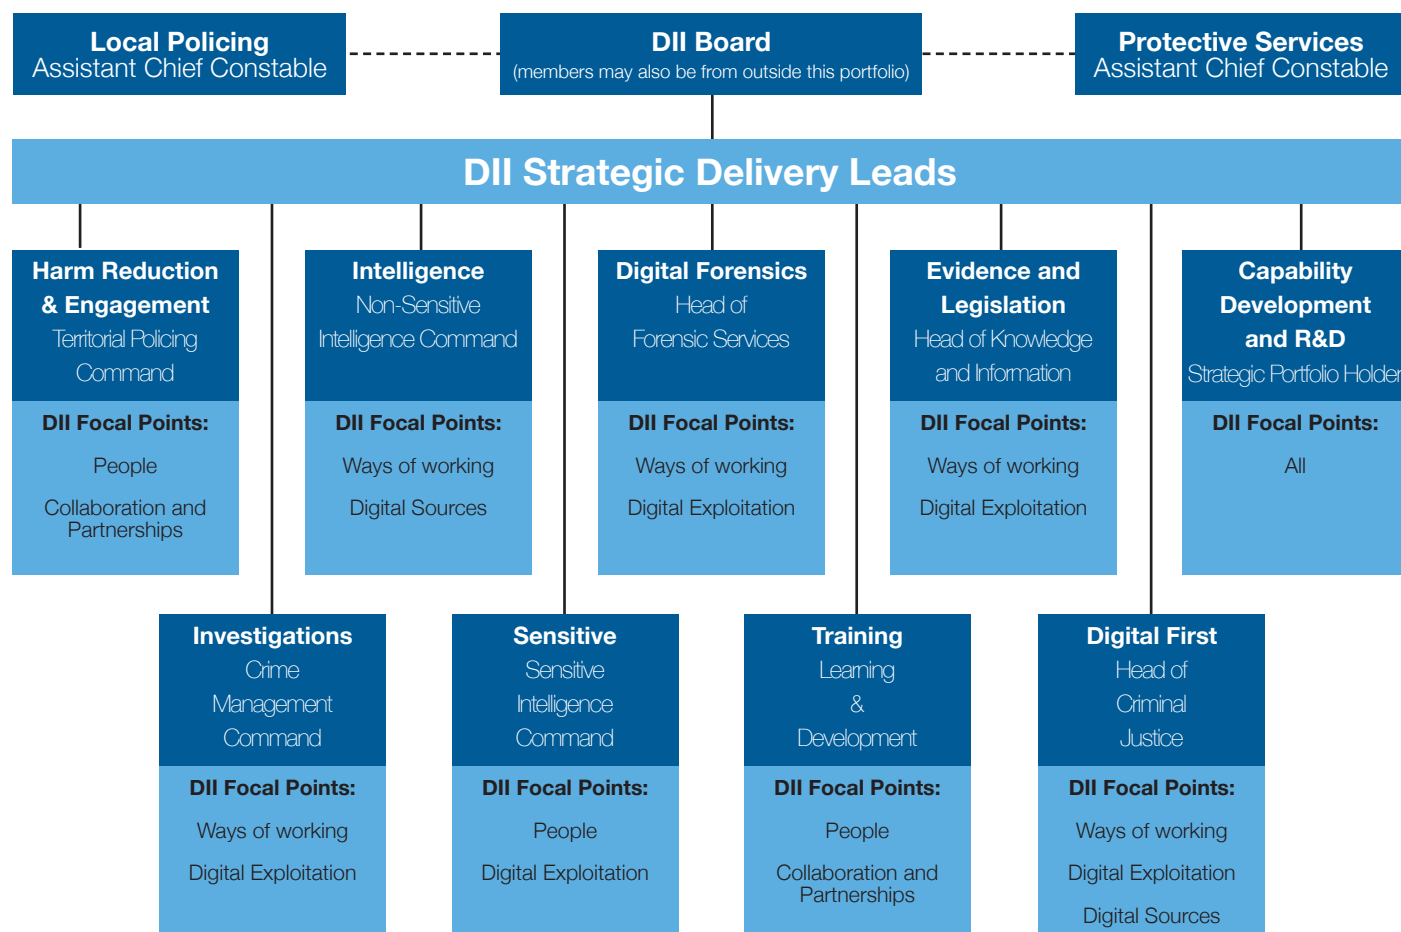 Local Policing
Assistant Chief Constable
DII Board
(members may also be from outside this portfolio)
Protective Services
Assistant Chief Constable
DII Strategic Delivery Leads
Harm Reduction
& Engagement
Territorial Policing
Command
DII Focal Points:
People
Collaboration and
Partnerships
Intelligence
Non-Sensitive
Intelligence Command
DII Focal Points:
Ways of working
Digital Sources
Digital Forensics
Head of
Forensic Services
DII Focal Points:
Ways of working
Digital Exploitation
Evidence and
Legislation
Head of Knowledge
and Information
DII Focal Points:
Ways of working
Digital Exploitation
Capability
Development
and R&D
Strategic Portfolio Holder
DII Focal Points:
All
Investigations
Crime
Management
Command
DII Focal Points:
Ways of working
Digital Exploitation
Sensitive
Sensitive
Intelligence
Command
DII Focal Points:
People
Digital Exploitation
Training
Learning
&
Development
DII Focal Points:
People
Collaboration and
Partnerships
Digital First
Head of
Criminal
Justice
DII Focal Points:
Ways of working
Digital Exploitation
Digital Sources